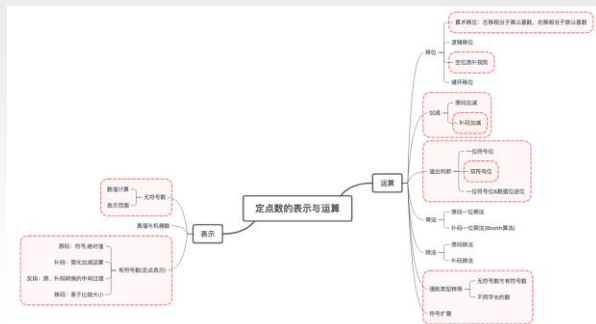 定点数的表示与运算
表示
无符号数
数值计算
表示范围
真值与机器数
有符号数(定点表示)
原码：符号,绝对值
补码：简化加减运算
反码：原、补码转换的中间过渡
移码：易于比较大小
运算
移位
算术移位：左移相当于乘以基数，右移相当于除以基数
逻辑移位
空位添补规则
循环移位
加减
原码加减
补码加减
溢出判断
一位符号位
双符号位
一位符号位&数据位进位
乘法
原码一位乘法
补码一位乘法(Booth算法)
除法
原码除法
补码除法
强制类型转换
无符号数与有符号数
不同字长的数
符号扩展